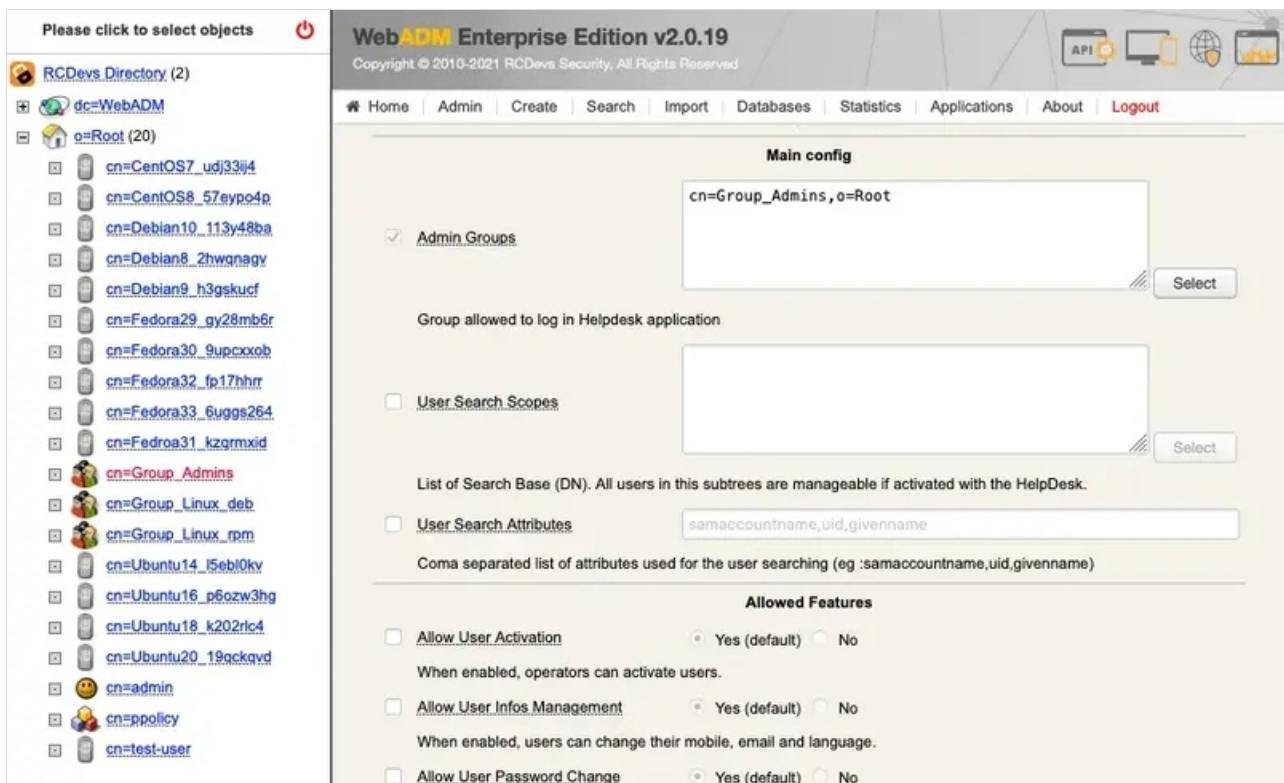 Please click to select objects
RCDevs Directory (2)
dc=WebADM
o=Root (20)
cn=CentOS7_udj33ij4
cn=CentOS8_57eypo4p
cn=Debian10_113y48ba
cn=Debian8_2hwqnagv
cn=Debian9_h3gskucf
cn=Fedora29_gy28mb6r
cn=Fedora30_9upcxxob
cn=Fedora32_fp17hhrr
cn=Fedora33_6uggs264
cn=Fedroa31_kzqrmxid
cn=Group_Admins
cn=Group_Linux_deb
cn=Group_Linux_rpm
cn=Ubuntu14_l5ebl0kv
cn=Ubuntu16_p6ozw3hg
cn=Ubuntu18_k202rlc4
cn=Ubuntu20_19qckqvd
cn=admin
cn=ppolicy
cn=test-user
WebADM Enterprise Edition v2.0.19
Copyright © 2010-2021 RCDevs Security, All Rights Reserved
API
Home Admin Create Search Import Databases Statistics Applications About Logout
Main config
cn=Group_Admins,o=Root
Admin Groups
Select
Group allowed to log in Helpdesk application
User Search Scopes
Select
List of Search Base (DN). All users in this subtrees are manageable if activated with the HelpDesk.
User Search Attributes samaccountname,uid,givenname
Coma separated list of attributes used for the user searching (eg :samaccountname,uid,givenname)
Allowed Features
Allow User Activation Yes (default) No
When enabled, operators can activate users.
Allow User Infos Management Yes (default) No
When enabled, users can change their mobile, email and language.
Allow User Password Change Yes (default) No